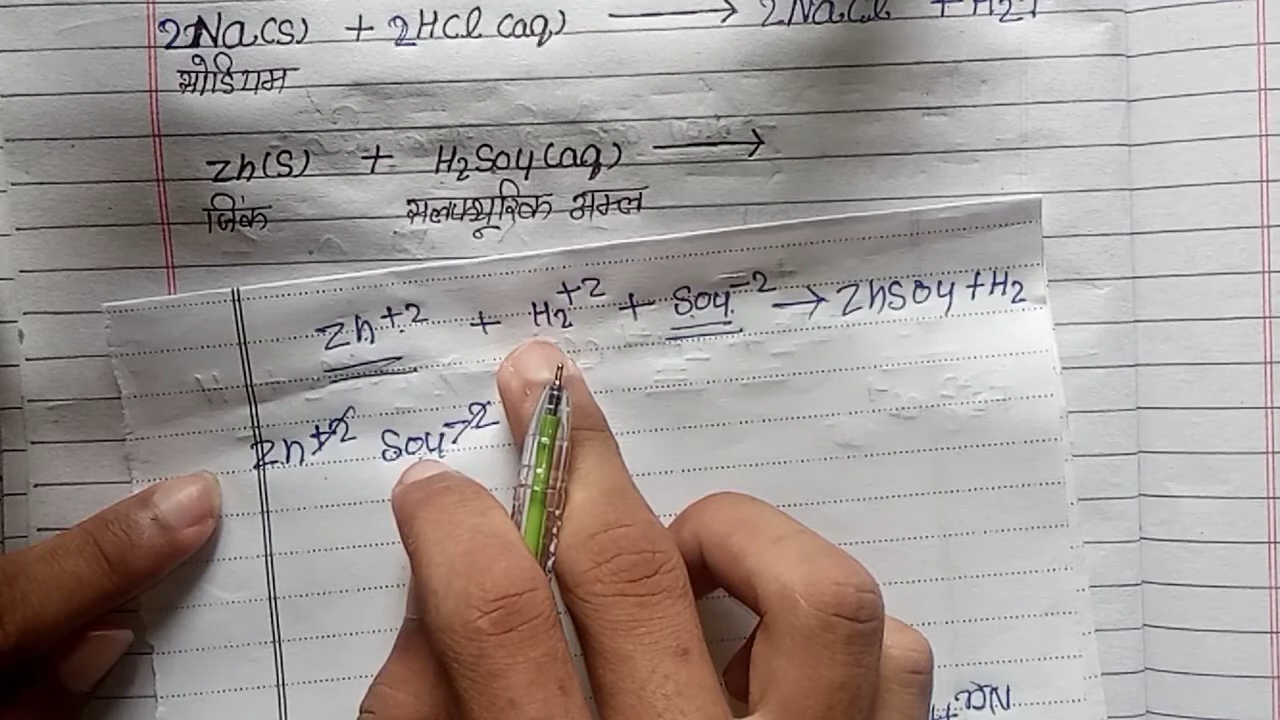 2Na(s) + 2HCl(aq) ⟶ 2NaCl + H2↑
सोडियम
Zn(s) + H2SO4(aq) ⟶
जिंक सलफ्यूरिक अम्ल
Zn+2 + H2+2 + SO4-2 → ZnSO4 + H2
Zn+2 SO4-2